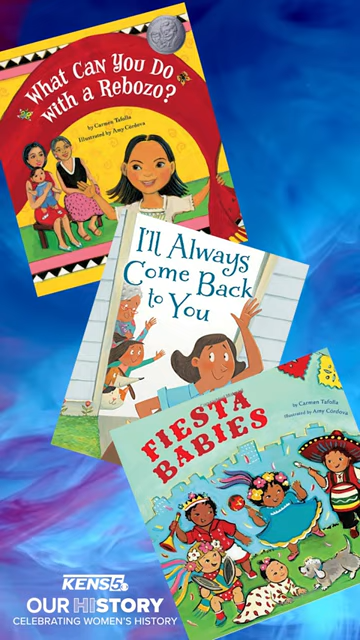 What Can You Do
with a Rebozo?
by Carmen Tafolla
Illustrated by Amy Córdova
I'll Always
Come Back
to You
FIESTA
BABIES
by Carmen Tafolla
illustrated by Amy Córdova
KENS5
OUR HISTORY
CELEBRATING WOMEN'S HISTORY